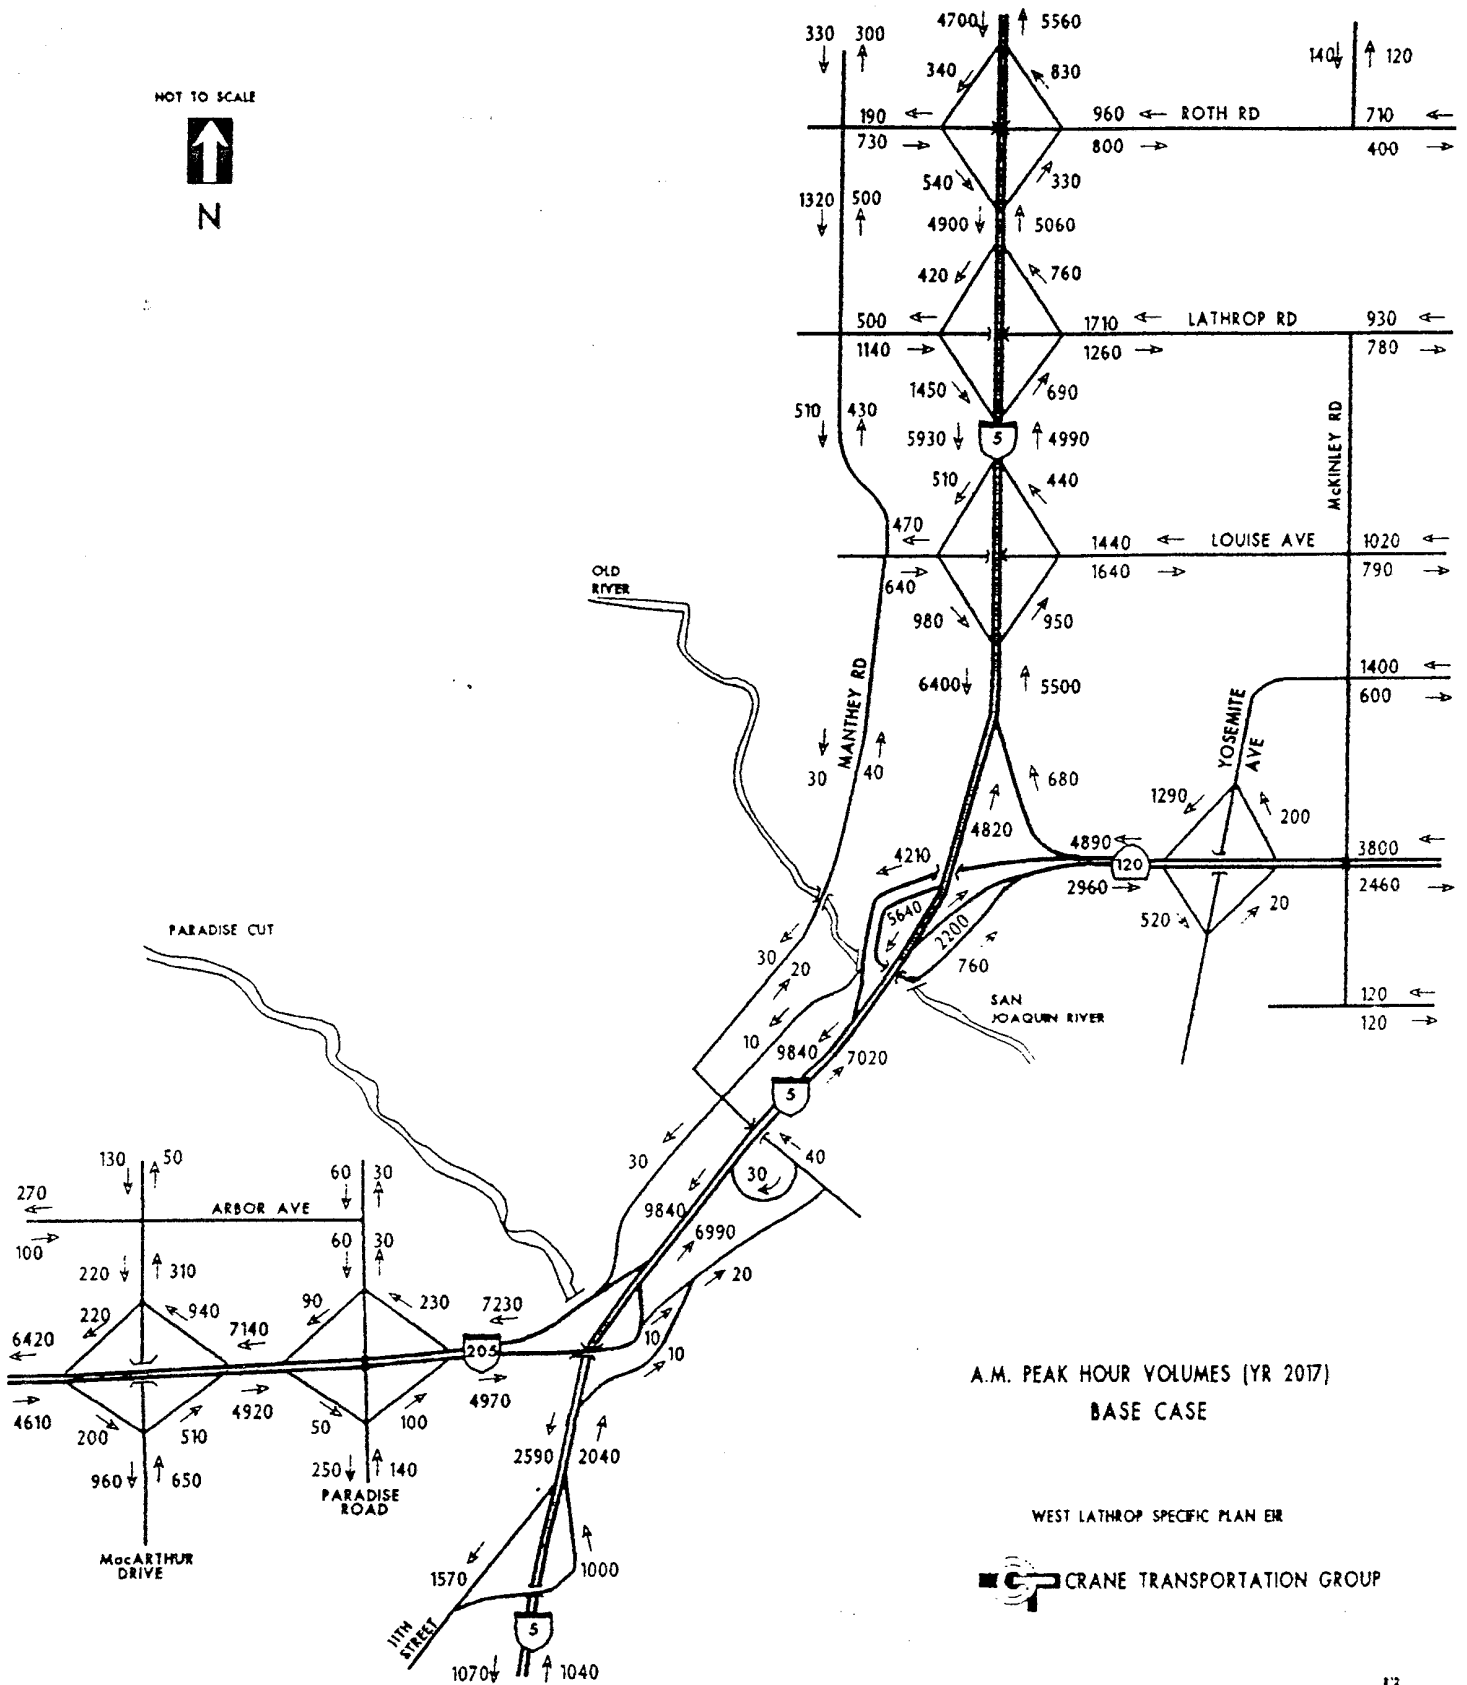 4700 5560
330 300
140 120
340 830
NOT TO SCALE
190 960 ROTH RD 710
730 800 400
540 330
1320 500
N
4900 5060
420 760
500 1710 LATHROP RD 930
1140 1260 780
1450 690
510 430
5930 5 4990
McKINLEY RD
510 440
470
1440 LOUISE AVE 1020
1640 790
640
OLD
RIVER
980 950
1400
600
6400 5500
MANTHEY RD
YOSEMITE
AVE
30 40
680
1290
200
4820
4890
3800
4210
120
2960
2460
5640
2200
520 20
PARADISE CUT
30 20
760
SAN
JOAQUIN RIVER
120
120
10
9840
7020
5
30
40
30
130 50
60 30
270
ARBOR AVE
100
9840
6990
60 30
220 310
20
90 230
220 940
7230
6420
7140
205
10
10
4610
4920
4970
200 510
50 100
A.M. PEAK HOUR VOLUMES (YR 2017)
BASE CASE
2590 2040
960 650
250 140
PARADISE
ROAD
MacARTHUR
DRIVE
WEST LATHROP SPECIFIC PLAN EIR
1570
1000
CRANE TRANSPORTATION GROUP
11TH
STREET
5
1070 1040